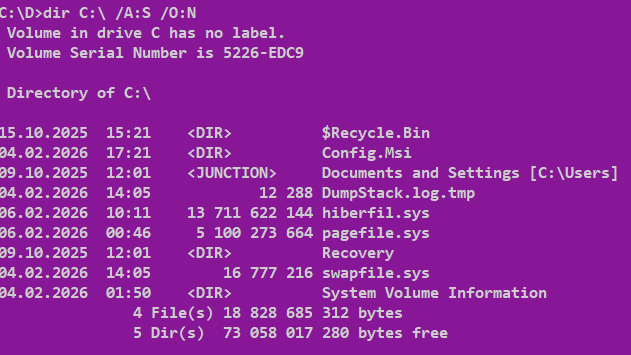 C:\D>dir C:\ /A:S /O:N
Volume in drive C has no label.
Volume Serial Number is 5226-EDC9
Directory of C:\
15.10.2025  15:21    <DIR>          $Recycle.Bin
04.02.2026  17:21    <DIR>          Config.Msi
09.10.2025  12:01    <JUNCTION>     Documents and Settings [C:\Users]
04.02.2026  14:05            12 288 DumpStack.log.tmp
06.02.2026  10:11    13 711 622 144 hiberfil.sys
06.02.2026  00:46     5 100 273 664 pagefile.sys
09.10.2025  12:01    <DIR>          Recovery
04.02.2026  14:05        16 777 216 swapfile.sys
04.02.2026  01:50    <DIR>          System Volume Information
4 File(s) 18 828 685 312 bytes
5 Dir(s)  73 058 017 280 bytes free